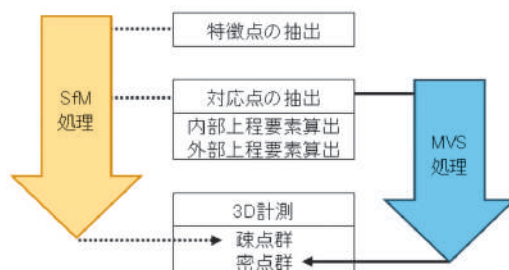 特徴点の抽出
SfM
処理
対応点の抽出
内部上程要素算出
外部上程要素算出
MVS
処理
3D計測
疎点群
密点群